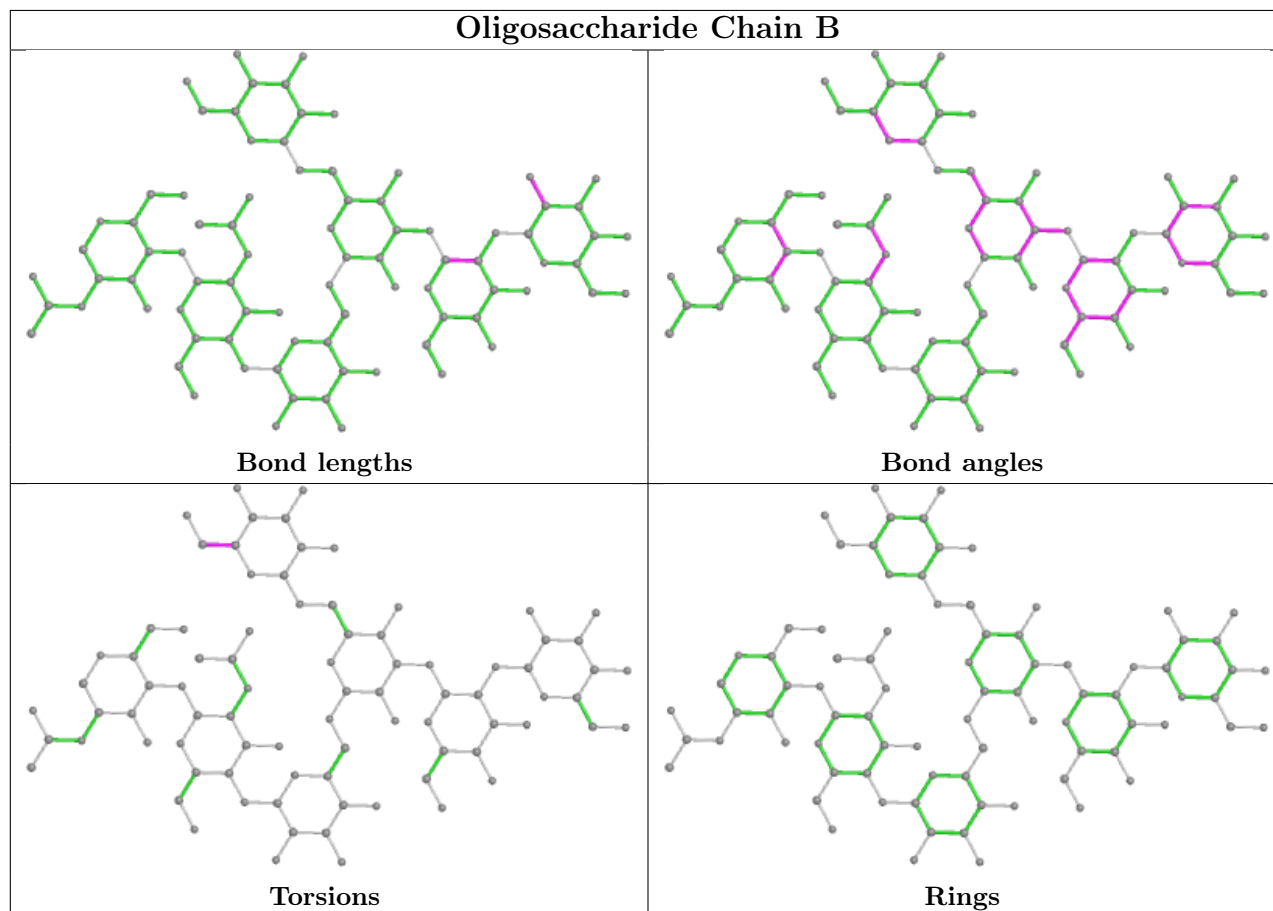 Oligosaccharide Chain B
Bond lengths
Bond angles
Torsions
Rings